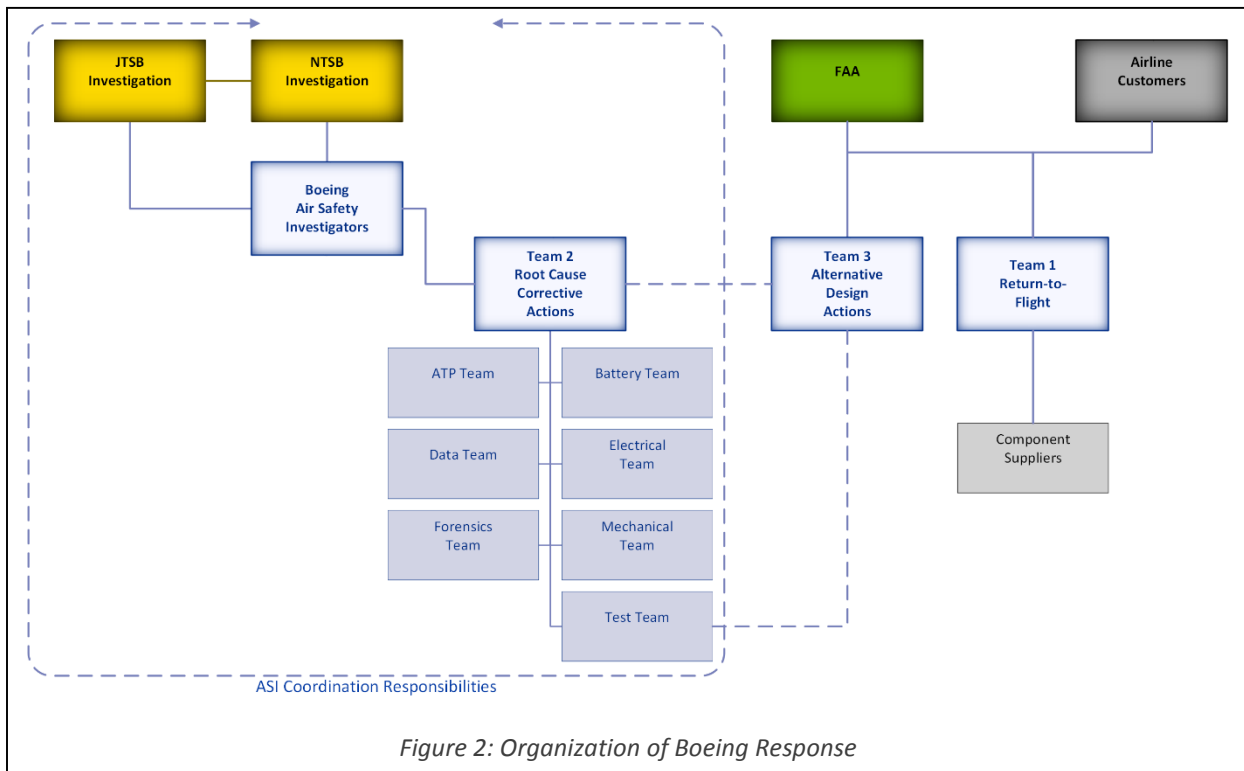 JTSB
Investigation
NTSB
Investigation
FAA
Airline
Customers
Boeing
Air Safety
Investigators
Team 2
Root Cause
Corrective
Actions
Team 3
Alternative
Design
Actions
Team 1
Return-to-
Flight
ATP Team
Battery Team
Data Team
Electrical
Team
Component
Suppliers
Forensics
Team
Mechanical
Team
Test Team
ASI Coordination Responsibilities
Figure 2: Organization of Boeing Response